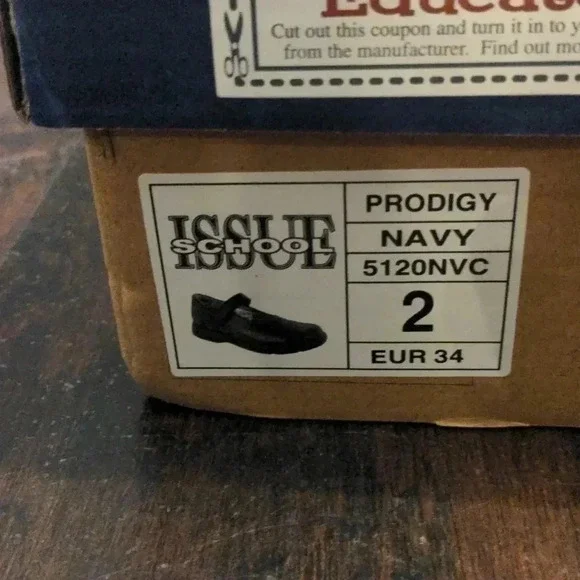 Educat
Cut out this coupon and turn it in to y
from the manufacturer. Find out mo
ISSUE
SCHOOL
PRODIGY
NAVY
5120NVC
2
EUR 34